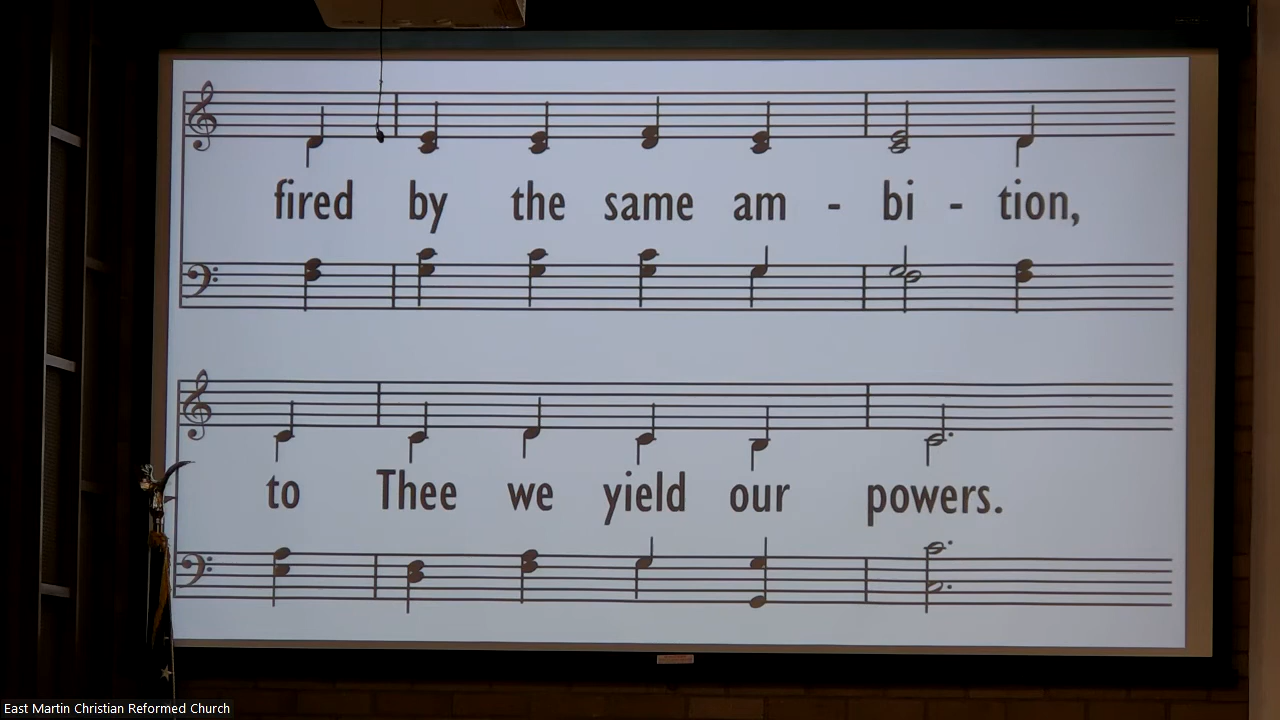 fired by the same am - bi - tion,
to Thee we yield our powers.
East Martin Christian Reformed Church